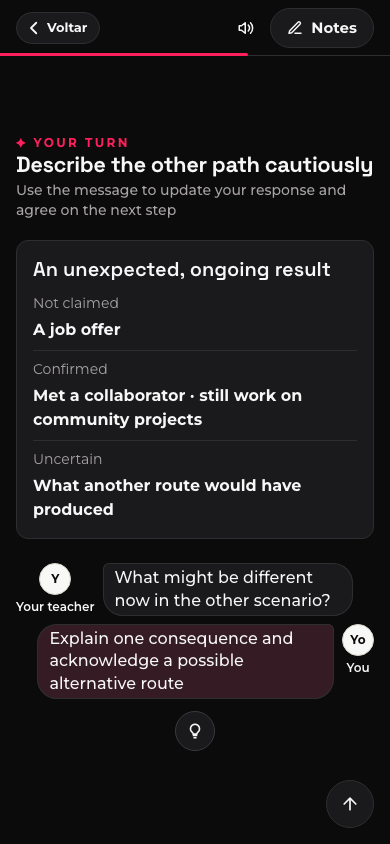 Voltar
Notes
YOUR TURN
Describe the other path cautiously
Use the message to update your response and
agree on the next step
An unexpected, ongoing result
Not claimed
A job offer
Confirmed
Met a collaborator · still work on
community projects
Uncertain
What another route would have
produced
Y
Your teacher
What might be different
now in the other scenario?
Explain one consequence and
acknowledge a possible
alternative route
Yo
You